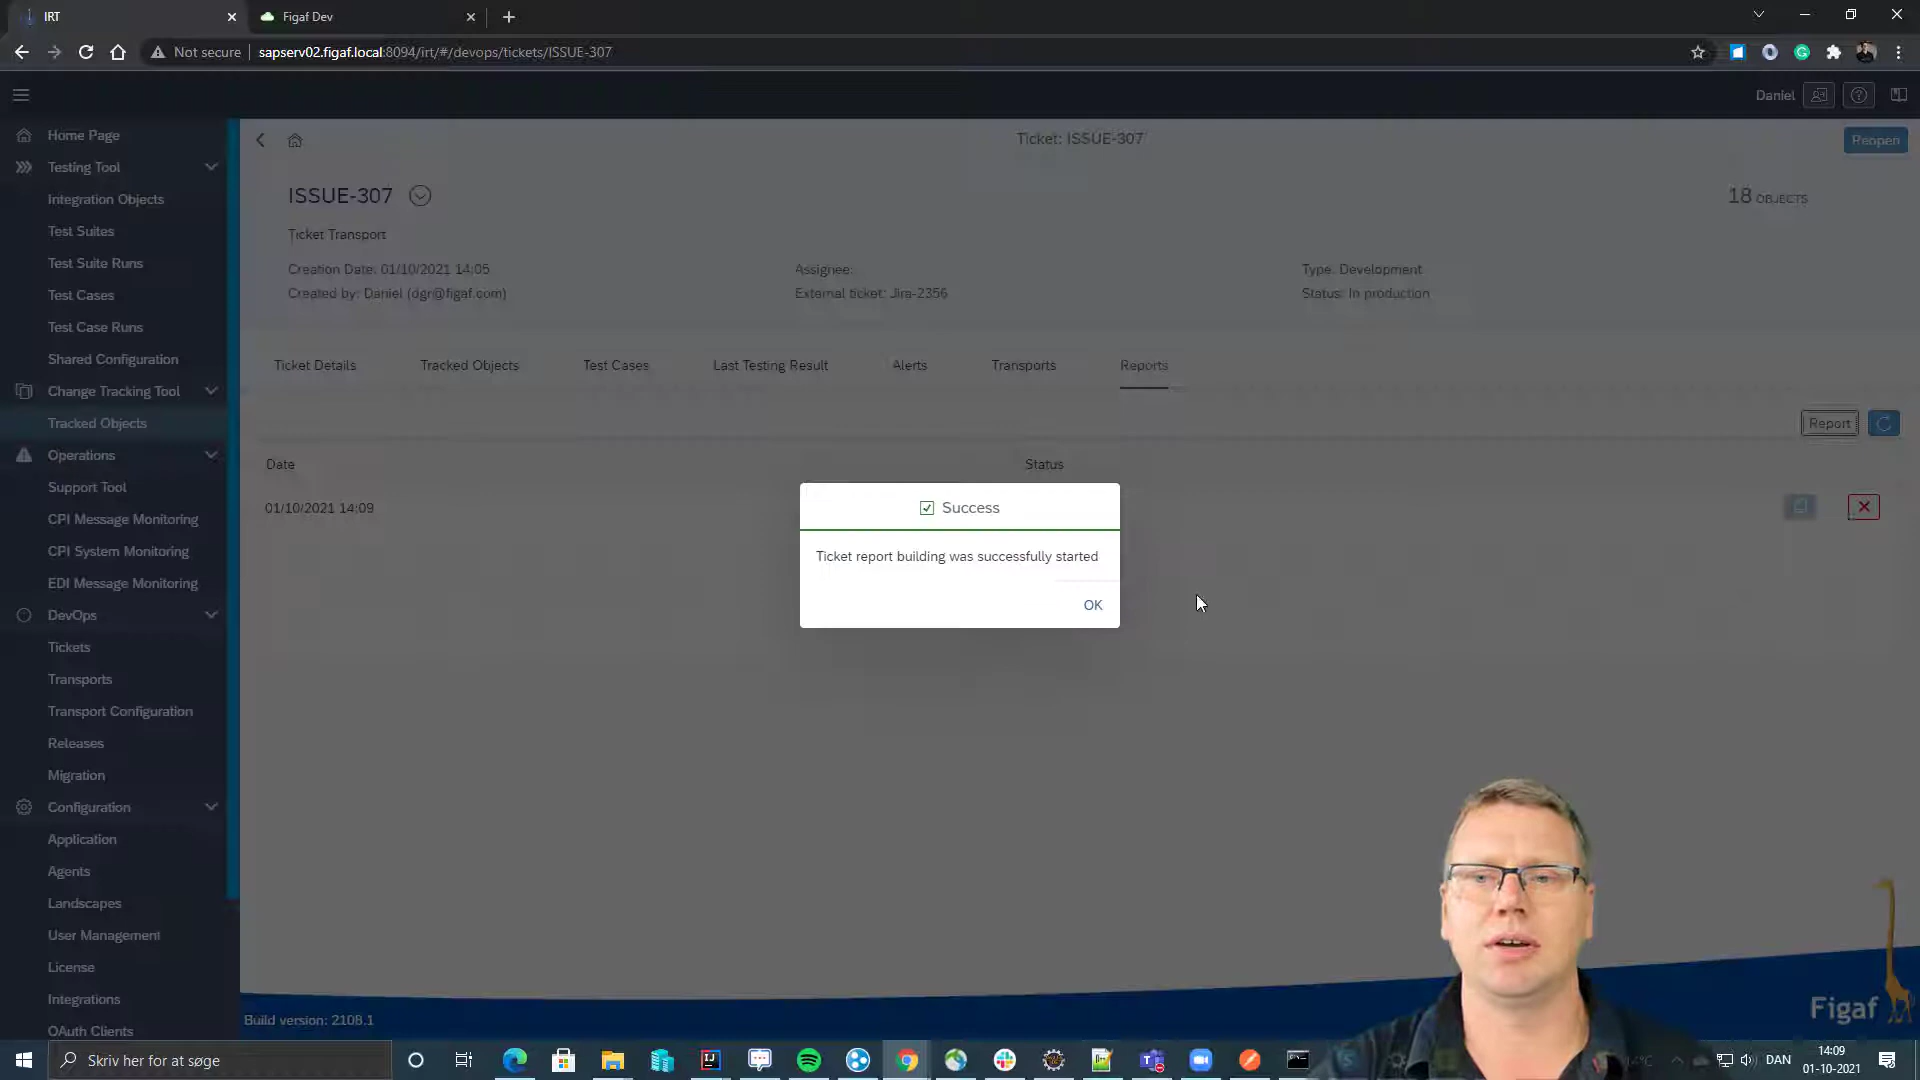 IRT
Figaf Dev
Not secure
sapserv02.figaf.local:8094/irt/#/devops/tickets/ISSUE-307
Daniel
Home Page
Testing Tool
Integration Objects
Test Suites
Test Suite Runs
Test Cases
Test Case Runs
Shared Configuration
Change Tracking Tool
Tracked Objects
Operations
Support Tool
CPI Message Monitoring
CPI System Monitoring
EDI Message Monitoring
DevOps
Tickets
Transports
Transport Configuration
Releases
Migration
Configuration
Application
Agents
Landscapes
User Management
License
Integrations
OAuth Clients
Ticket: ISSUE-307
Reopen
ISSUE-307
18 OBJECTS
Ticket Transport
Creation Date: 01/10/2021 14:05
Assignee:
Type: Development
Created by: Daniel (dgr@figaf.com)
External ticket: Jira-2356
Status: In production
Ticket Details
Tracked Objects
Test Cases
Last Testing Result
Alerts
Transports
Reports
Report
Date
Status
01/10/2021 14:09
Success
Ticket report building was successfully started
OK
Build version: 2108.1
Figaf
Skriv her for at søge
DAN
14:09
01-10-2021